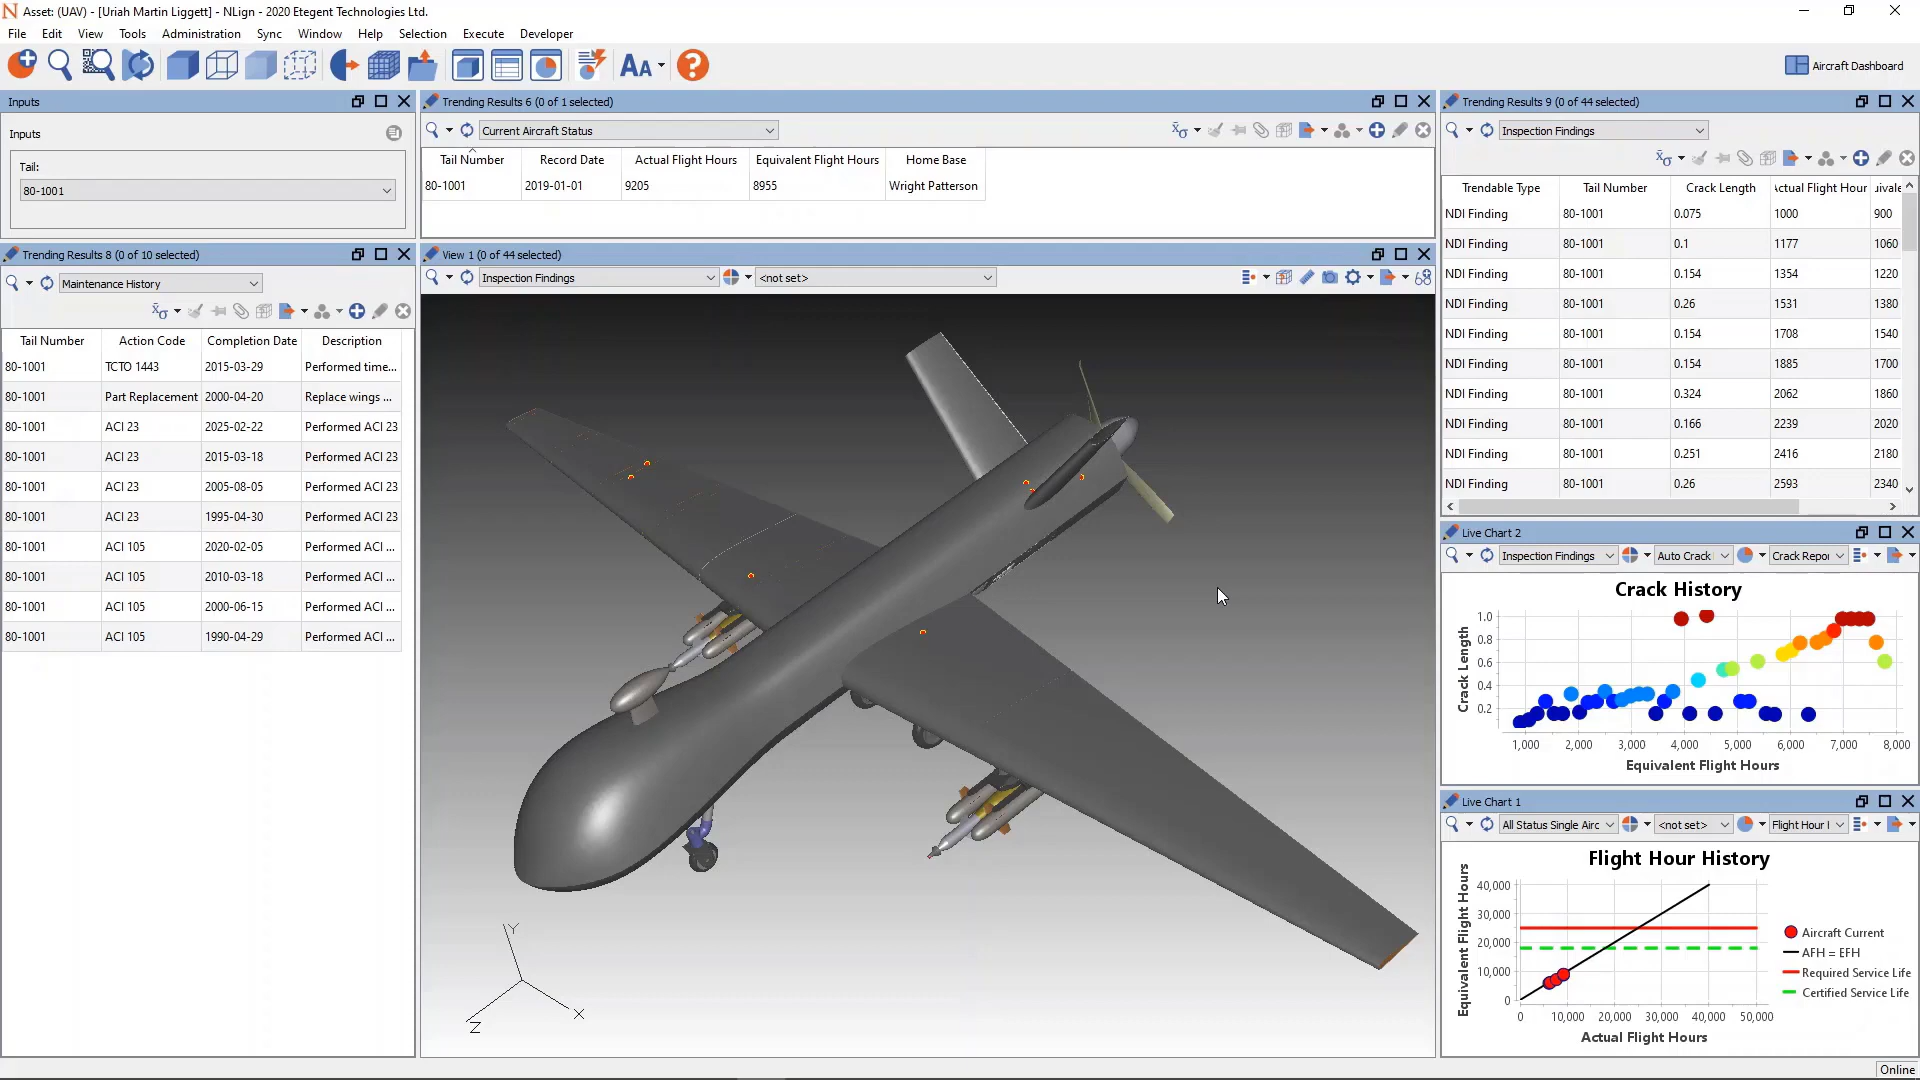 Asset: (UAV) - [Uriah Martin Liggett] - NLign - 2020 Etegent Technologies Ltd.
File Edit View Tools Administration Sync Window Help Selection Execute Developer
Aircraft Dashboard
Inputs
Inputs
Tail:
80-1001
Trending Results 6 (0 of 1 selected)
Current Aircraft Status
Tail Number Record Date Actual Flight Hours Equivalent Flight Hours Home Base
80-1001 2019-01-01 9205 8955 Wright Patterson
Trending Results 8 (0 of 10 selected)
Maintenance History
Tail Number Action Code Completion Date Description
80-1001 TCTO 1443 2015-03-29 Performed time...
80-1001 Part Replacement 2000-04-20 Replace wings ...
80-1001 ACI 23 2025-02-22 Performed ACI 23
80-1001 ACI 23 2015-03-18 Performed ACI 23
80-1001 ACI 23 2005-08-05 Performed ACI 23
80-1001 ACI 23 1995-04-30 Performed ACI 23
80-1001 ACI 105 2020-02-05 Performed ACI ...
80-1001 ACI 105 2010-03-18 Performed ACI ...
80-1001 ACI 105 2000-06-15 Performed ACI ...
80-1001 ACI 105 1990-04-29 Performed ACI ...
View 1 (0 of 44 selected)
Inspection Findings <not set>
Y
Z
X
Trending Results 9 (0 of 44 selected)
Inspection Findings
Trendable Type Tail Number Crack Length Actual Flight Hour
NDI Finding 80-1001 0.075 1000 900
NDI Finding 80-1001 0.1 1177 1060
NDI Finding 80-1001 0.154 1354 1220
NDI Finding 80-1001 0.26 1531 1380
NDI Finding 80-1001 0.154 1708 1540
NDI Finding 80-1001 0.154 1885 1700
NDI Finding 80-1001 0.324 2062 1860
NDI Finding 80-1001 0.166 2239 2020
NDI Finding 80-1001 0.251 2416 2180
NDI Finding 80-1001 0.26 2593 2340
Live Chart 2
Inspection Findings Auto Crack Crack Repor
Crack History
Crack Length
1.0
0.8
0.6
0.4
0.2
1,000 2,000 3,000 4,000 5,000 6,000 7,000 8,000
Equivalent Flight Hours
Live Chart 1
All Status Single Airc <not set> Flight Hour
Flight Hour History
Equivalent Flight Hours
40,000
30,000
20,000
10,000
0
0 10,000 20,000 30,000 40,000 50,000
Actual Flight Hours
Aircraft Current
AFH = EFH
Required Service Life
Certified Service Life
Online